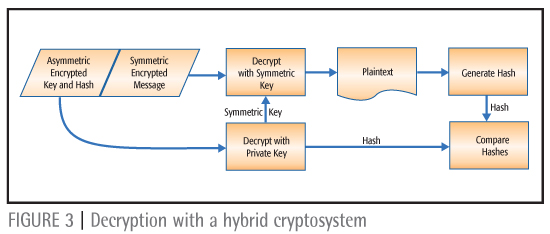 Asymmetric
Encrypted
Key and Hash
Symmetric
Encrypted
Message
Decrypt
with Symmetric
Key
Plaintext
Generate Hash
Symmetric Key
Hash
Decrypt with
Private Key
Hash
Compare
Hashes
FIGURE 3 | Decryption with a hybrid cryptosystem